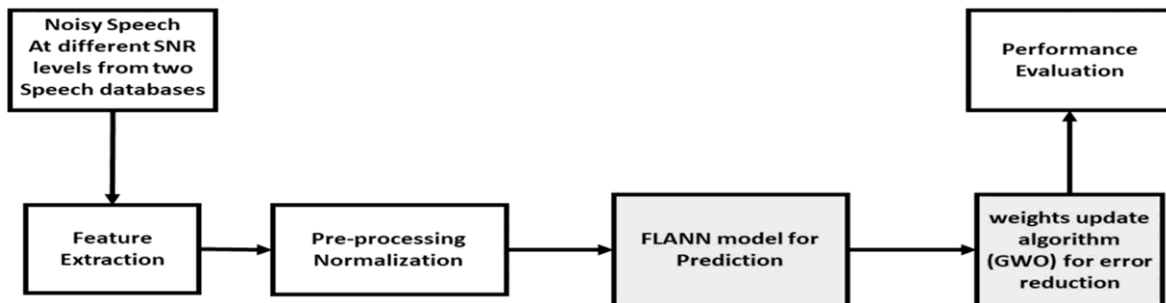 Noisy Speech
At different SNR
levels from two
Speech databases
Feature
Extraction
Pre-processing
Normalization
FLANN model for
Prediction
weights update
algorithm
(GWO) for error
reduction
Performance
Evaluation